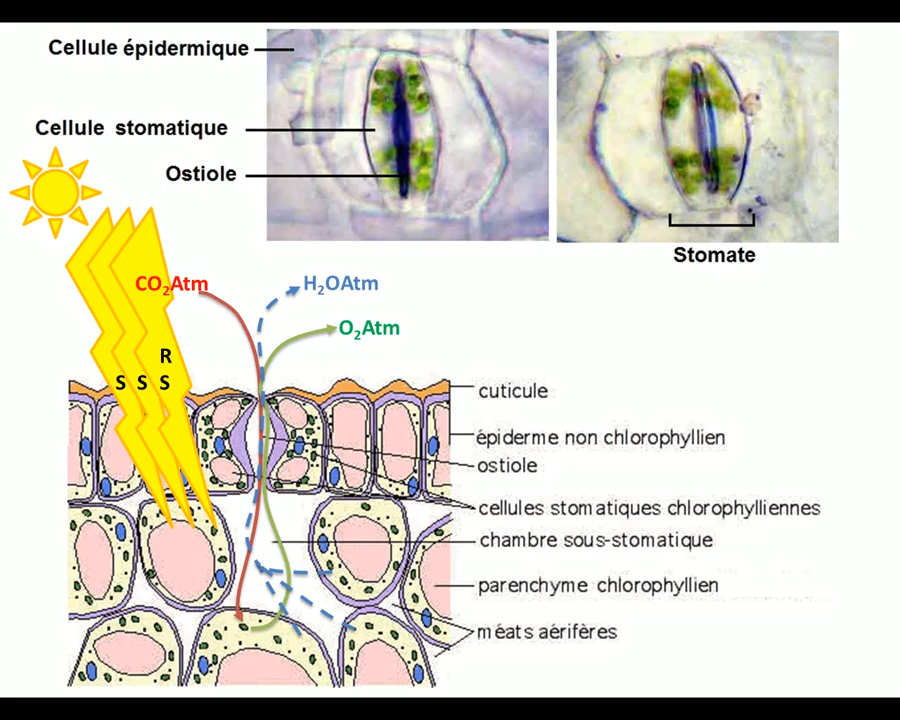 Cellule épidermique
Cellule stomatique
Ostiole
Stomate
CO₂Atm
H₂OAtm
O₂Atm
R
S S S
cuticule
épiderme non chlorophyllien
ostiole
cellules stomatiques chlorophylliennes
chambre sous-stomatique
parenchyme chlorophyllien
méats aérifères